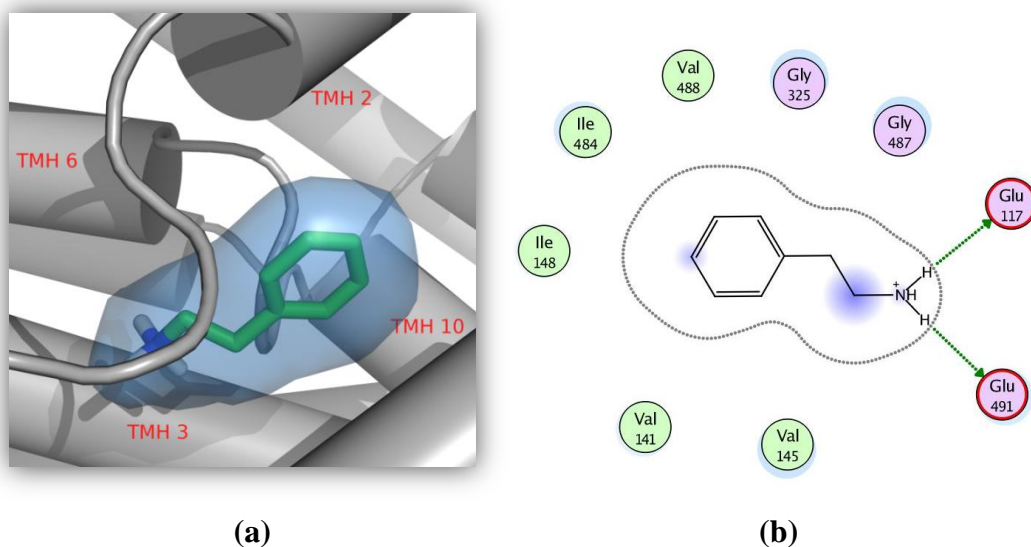 TMH 2
TMH 6
TMH 10
TMH 3
Val
488
Gly
325
Ile
484
Gly
487
Glu
117
Ile
148
H
+
NH
H
Glu
491
Val
141
Val
145
(a)
(b)